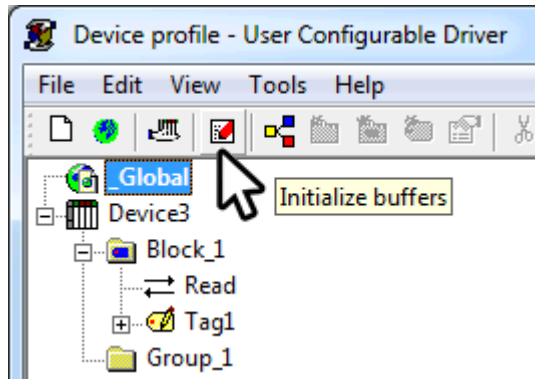 Device profile - User Configurable Driver
File Edit View Tools Help
_Global
Initialize buffers
Device3
Block_1
Read
Tag1
Group_1